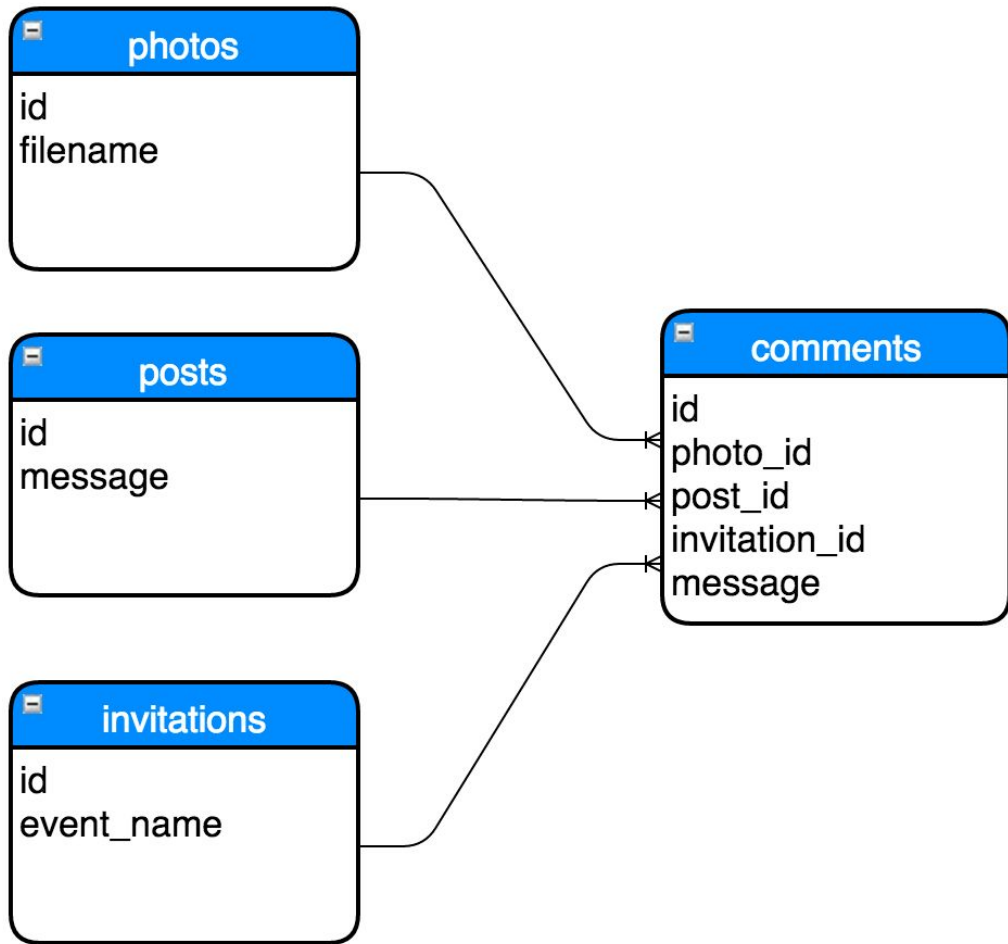 photos
id
filename
posts
id
message
invitations
id
event_name
comments
id
photo_id
post_id
invitation_id
message